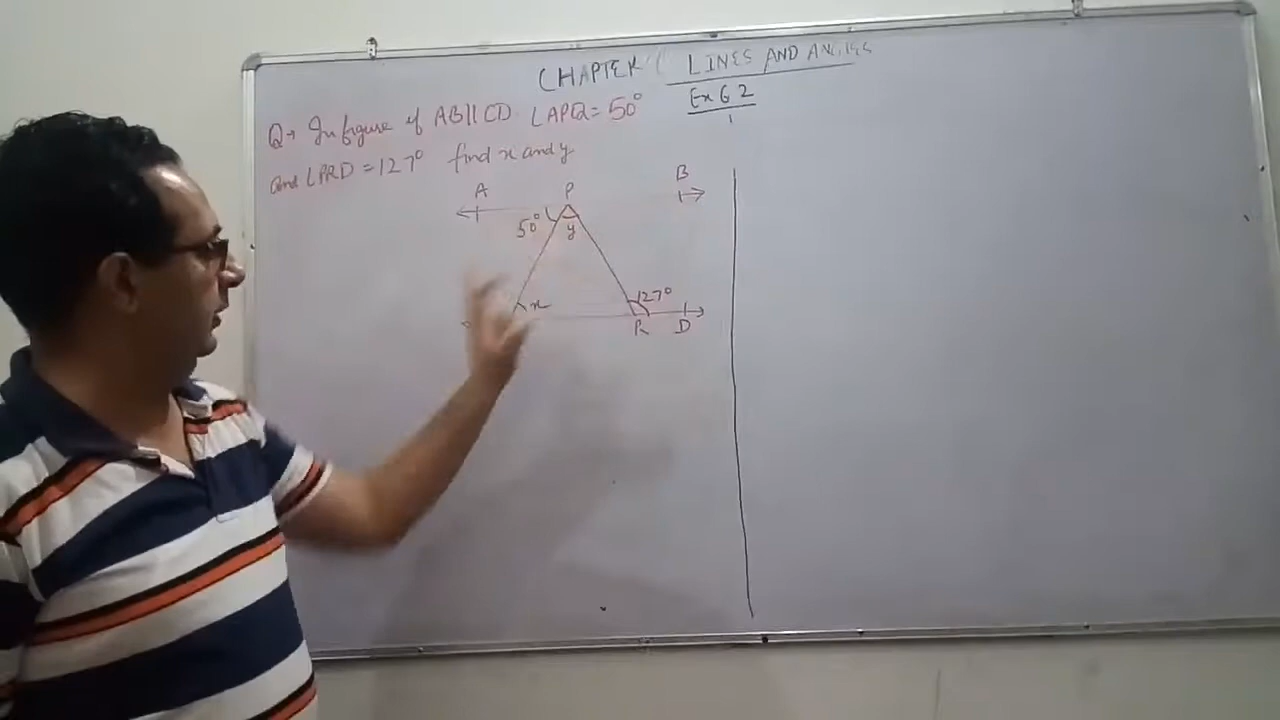 CHAPTER LINES AND ANGLES
Ex 6.2
Q→ In figure if AB||CD. ∠APQ = 50°
and ∠PRD = 127° find x and y
A P B
50° y
x 127°
R D